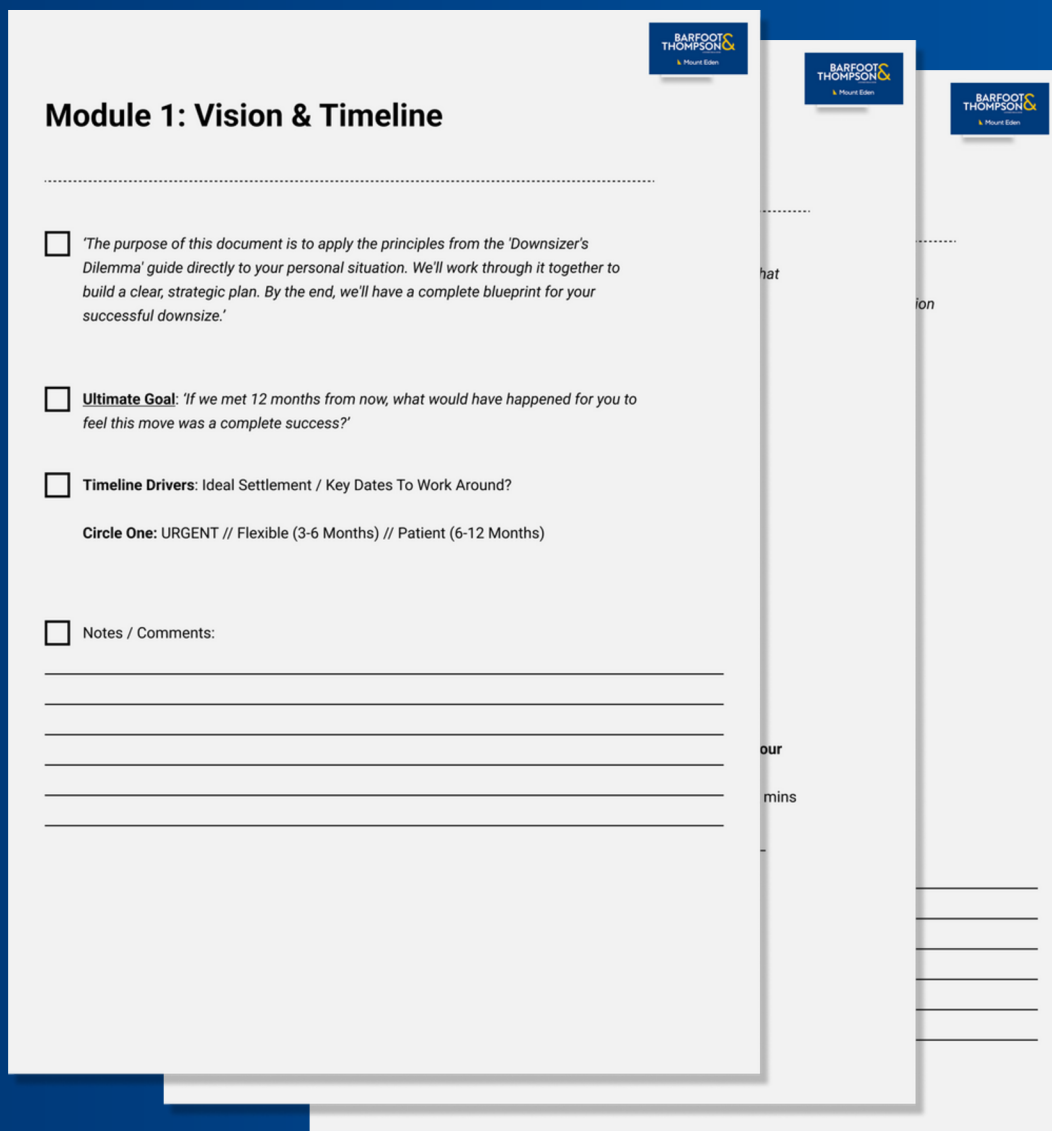 BARFOOT &
THOMPSON
Mount Eden
Module 1: Vision & Timeline
‘The purpose of this document is to apply the principles from the 'Downsizer's
Dilemma' guide directly to your personal situation. We'll work through it together to
build a clear, strategic plan. By the end, we'll have a complete blueprint for your
successful downsize.’
Ultimate Goal: ‘If we met 12 months from now, what would have happened for you to
feel this move was a complete success?’
Timeline Drivers: Ideal Settlement / Key Dates To Work Around?
Circle One: URGENT // Flexible (3-6 Months) // Patient (6-12 Months)
Notes / Comments:
BARFOOT &
THOMPSON
Mount Eden
hat
our
mins
BARFOOT &
THOMPSON
Mount Eden
ion